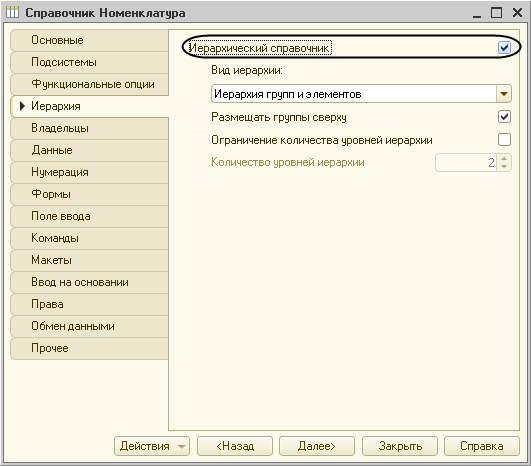 Справочник Номенклатура
Основные
Подсистемы
Функциональные опции
Иерархия
Владельцы
Данные
Нумерация
Формы
Поле ввода
Команды
Макеты
Ввод на основании
Права
Обмен данными
Прочее
Иерархический справочник
Вид иерархии:
Иерархия групп и элементов
Размещать группы сверху
Ограничение количества уровней иерархии
Количество уровней иерархии 2
Действия <Назад Далее> Закрыть Справка